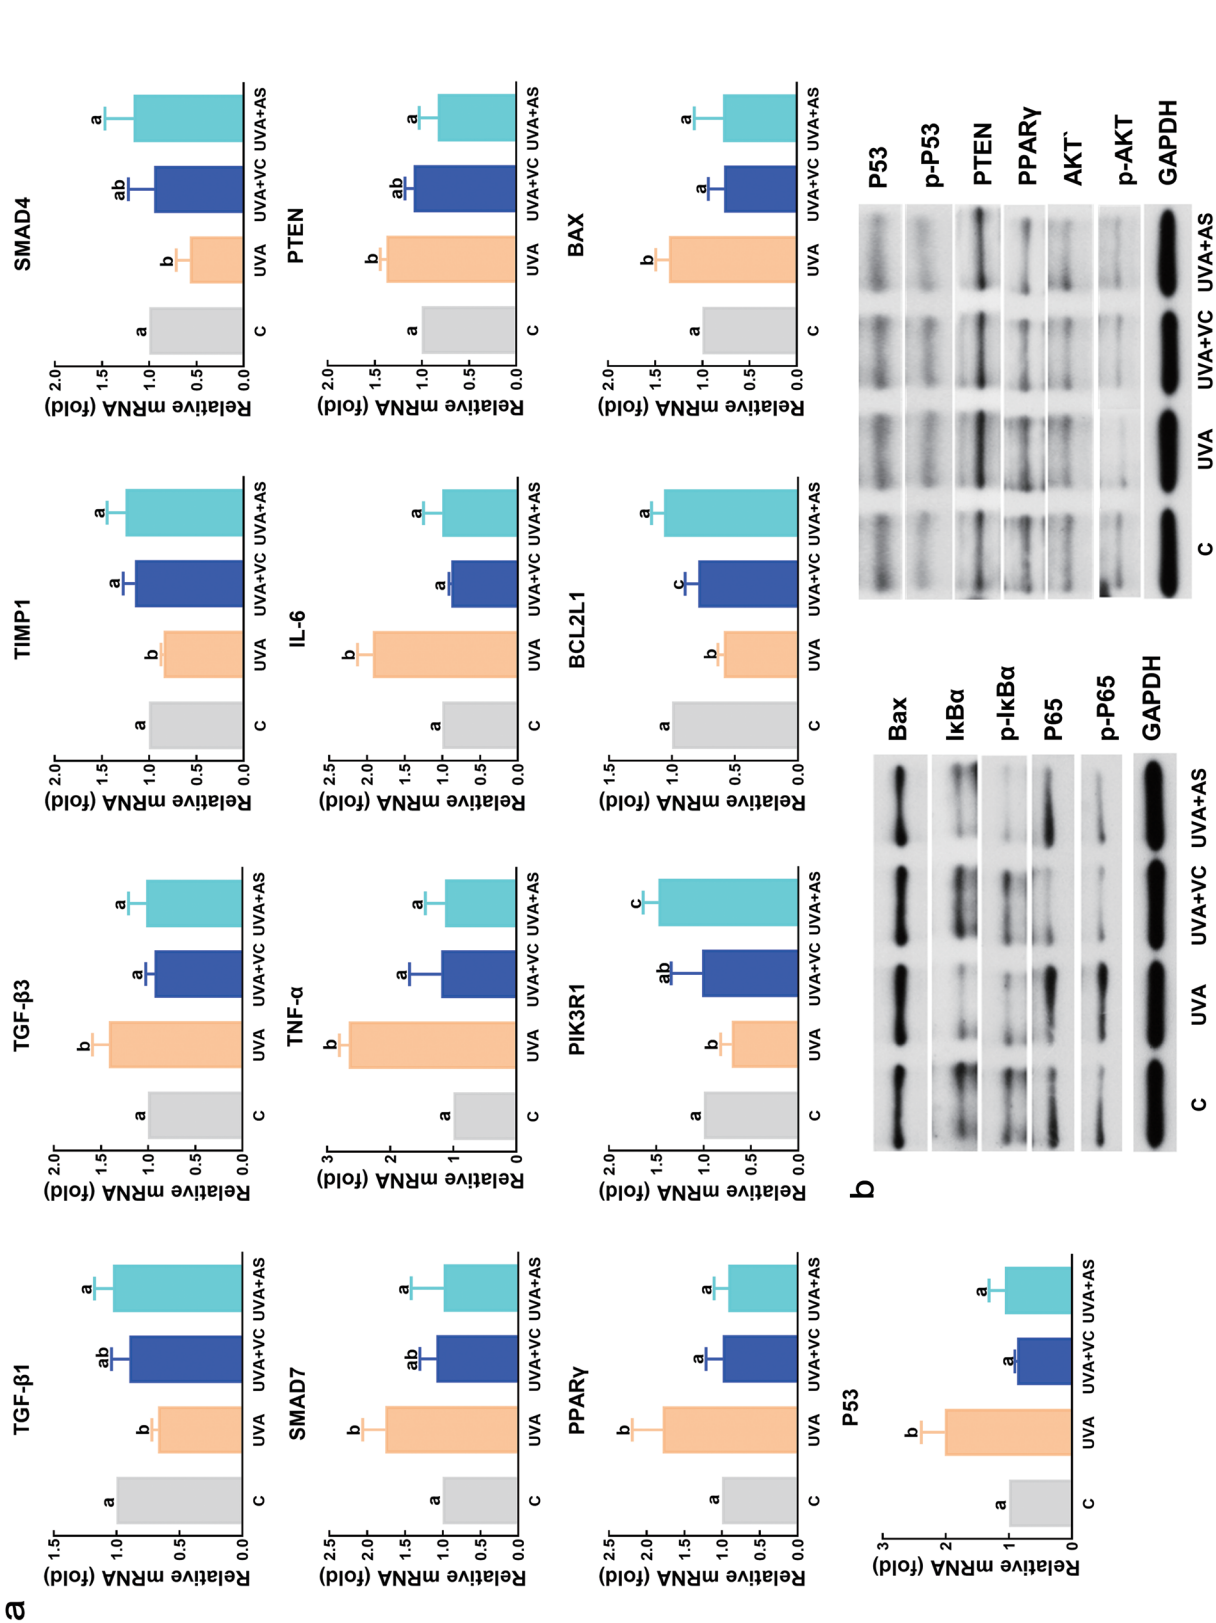 a
TGF-β1
Relative mRNA (fold)
1.5
1.0
0.5
0.0
a
b
ab
a
C UVA UVA+VC UVA+AS
TGF-β3
Relative mRNA (fold)
2.0
1.5
1.0
0.5
0.0
a
b
a
a
C UVA UVA+VC UVA+AS
TIMP1
Relative mRNA (fold)
2.0
1.5
1.0
0.5
0.0
a
b
a
a
C UVA UVA+VC UVA+AS
SMAD4
Relative mRNA (fold)
2.0
1.5
1.0
0.5
0.0
a
b
ab
a
C UVA UVA+VC UVA+AS
SMAD7
Relative mRNA (fold)
2.5
2.0
1.5
1.0
0.5
0.0
a
b
ab
a
C UVA UVA+VC UVA+AS
TNF-α
Relative mRNA (fold)
3
2
1
0
a
b
a
a
C UVA UVA+VC UVA+AS
IL-6
Relative mRNA (fold)
2.5
2.0
1.5
1.0
0.5
0.0
a
b
a
a
C UVA UVA+VC UVA+AS
PTEN
Relative mRNA (fold)
2.0
1.5
1.0
0.5
0.0
a
b
ab
a
C UVA UVA+VC UVA+AS
PPARγ
Relative mRNA (fold)
2.5
2.0
1.5
1.0
0.5
0.0
a
b
a
a
C UVA UVA+VC UVA+AS
PIK3R1
Relative mRNA (fold)
2.0
1.5
1.0
0.5
0.0
a
b
ab
c
C UVA UVA+VC UVA+AS
BCL2L1
Relative mRNA (fold)
1.5
1.0
0.5
0.0
a
b
c
a
C UVA UVA+VC UVA+AS
BAX
Relative mRNA (fold)
2.0
1.5
1.0
0.5
0.0
a
b
a
a
C UVA UVA+VC UVA+AS
P53
Relative mRNA (fold)
3
2
1
0
a
b
a
a
C UVA UVA+VC UVA+AS
b
Bax
IκBα
p-IκBα
P65
p-P65
GAPDH
C UVA UVA+VC UVA+AS
P53
p-P53
PTEN
PPARγ
AKT`
p-AKT
GAPDH
C UVA UVA+VC UVA+AS